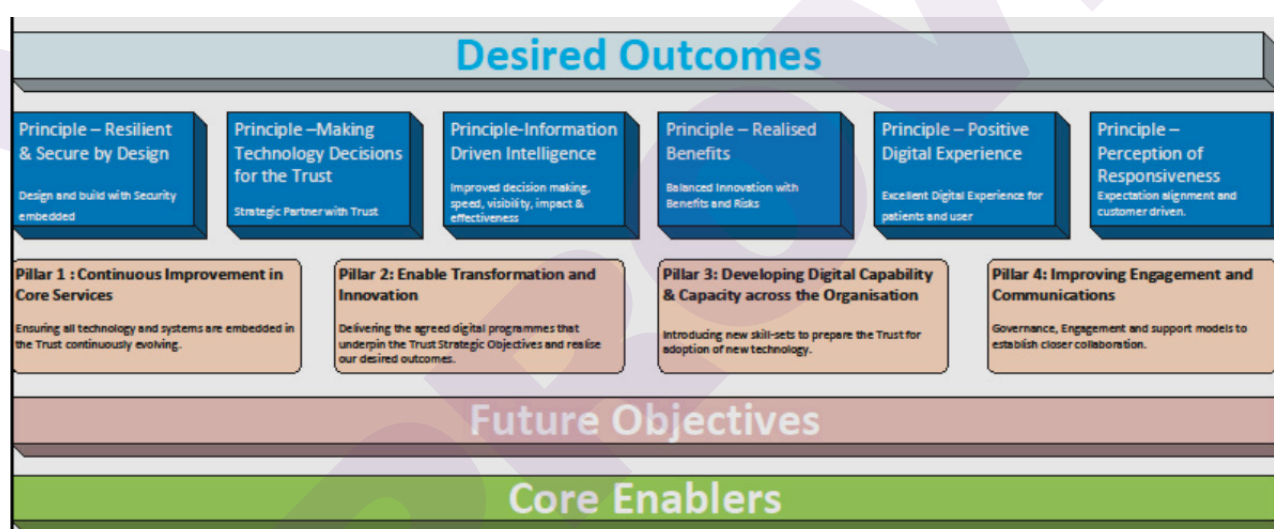 Desired Outcomes
Principle – Resilient
& Secure by Design
Design and build with Security
embedded
Principle –Making
Technology Decisions
for the Trust
Strategic Partner with Trust
Principle-Information
Driven Intelligence
Improved decision making,
speed, visibility, impact &
effectiveness
Principle – Realised
Benefits
Balanced Innovation with
Benefits and Risks
Principle – Positive
Digital Experience
Excellent Digital Experience for
patients and user
Principle –
Perception of
Responsiveness
Expectation alignment and
customer driven.
Pillar 1 : Continuous Improvement in
Core Services
Ensuring all technology and systems are embedded in
the Trust continuously evolving.
Pillar 2: Enable Transformation and
Innovation
Delivering the agreed digital programmes that
underpin the Trust Strategic Objectives and realise
our desired outcomes.
Pillar 3: Developing Digital Capability
& Capacity across the Organisation
Introducing new skill-sets to prepare the Trust for
adoption of new technology.
Pillar 4: Improving Engagement and
Communications
Governance, Engagement and support models to
establish closer collaboration.
Future Objectives
Core Enablers